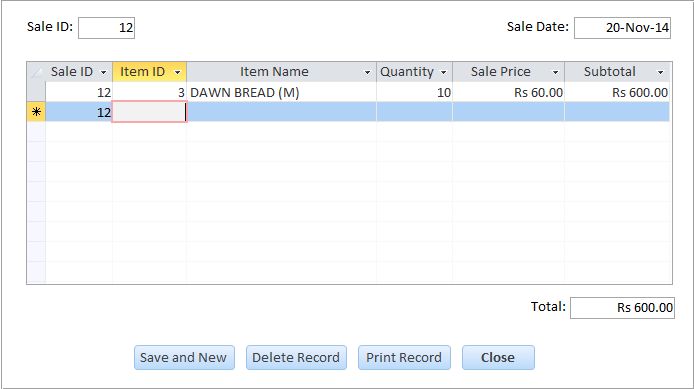 Sale ID: 12 Sale Date: 20-Nov-14
Sale ID Item ID Item Name Quantity Sale Price Subtotal
12 3 DAWN BREAD (M) 10 Rs 60.00 Rs 600.00
* 12
Total: Rs 600.00
Save and New Delete Record Print Record Close